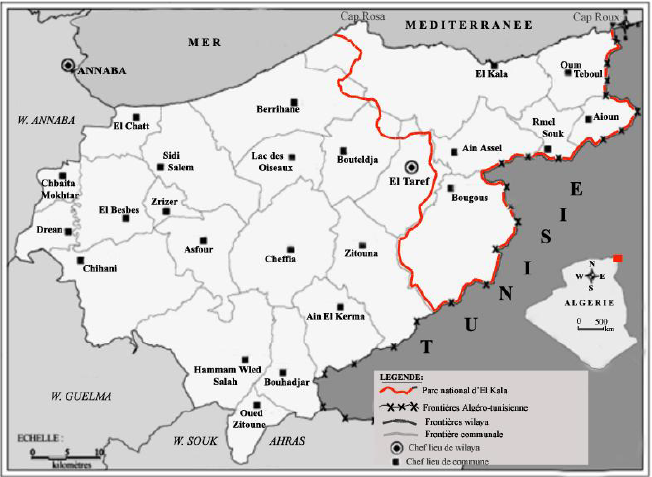 Cap Rosa
MEDITERRANEE
Cap Roux
MER
ANNABA
El Kala
Oum
Teboul
W. ANNABA
Berrihane
El Chatt
Rmel
Souk
Aioun
Sidi
Salem
Lac des
Oiseaux
Bouteldja
Ain Assel
El Taref
Chbaita
Mokhtar
Bougous
El Besbes
Zrizer
Drean
Asfour
Cheffia
Zitouna
Chihani
TUNISIE
N
W E
S
ALGERIE
0 500
km
Ain El Kerma
Hammam Wled
Salah
Bouhadjar
W. GUELMA
Oued
Zitoune
W. SOUK AHRAS
ECHELLE :
0 5 10
kilomètres
LEGENDE:
Parc national d'El Kala
Frontières Algéro-tunisienne
Frontières wilaya
Frontière communale
Chef lieu de wilaya
Chef lieu de commune